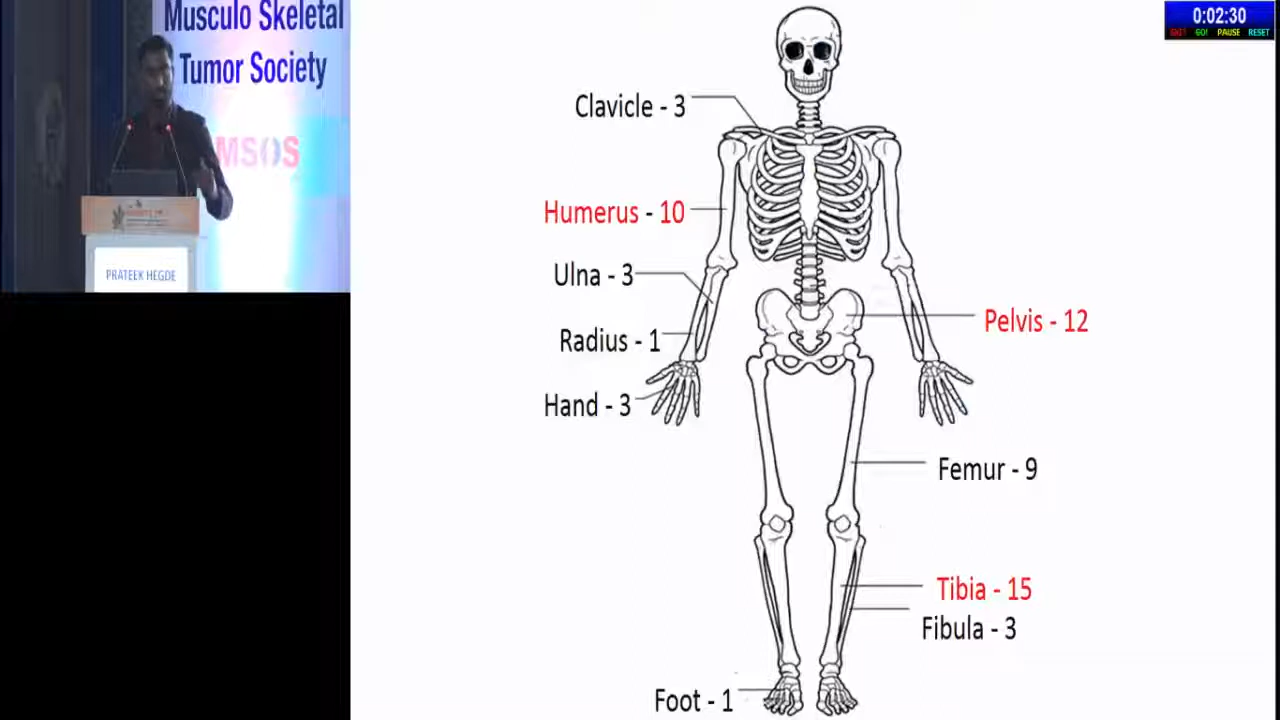 Musculo Skeletal
Tumor Society
MSOS
PRATEEK HEGDE
0:02:30
GO! PAUSE RESET
Clavicle - 3
Humerus - 10
Ulna - 3
Radius - 1
Hand - 3
Pelvis - 12
Femur - 9
Tibia - 15
Fibula - 3
Foot - 1